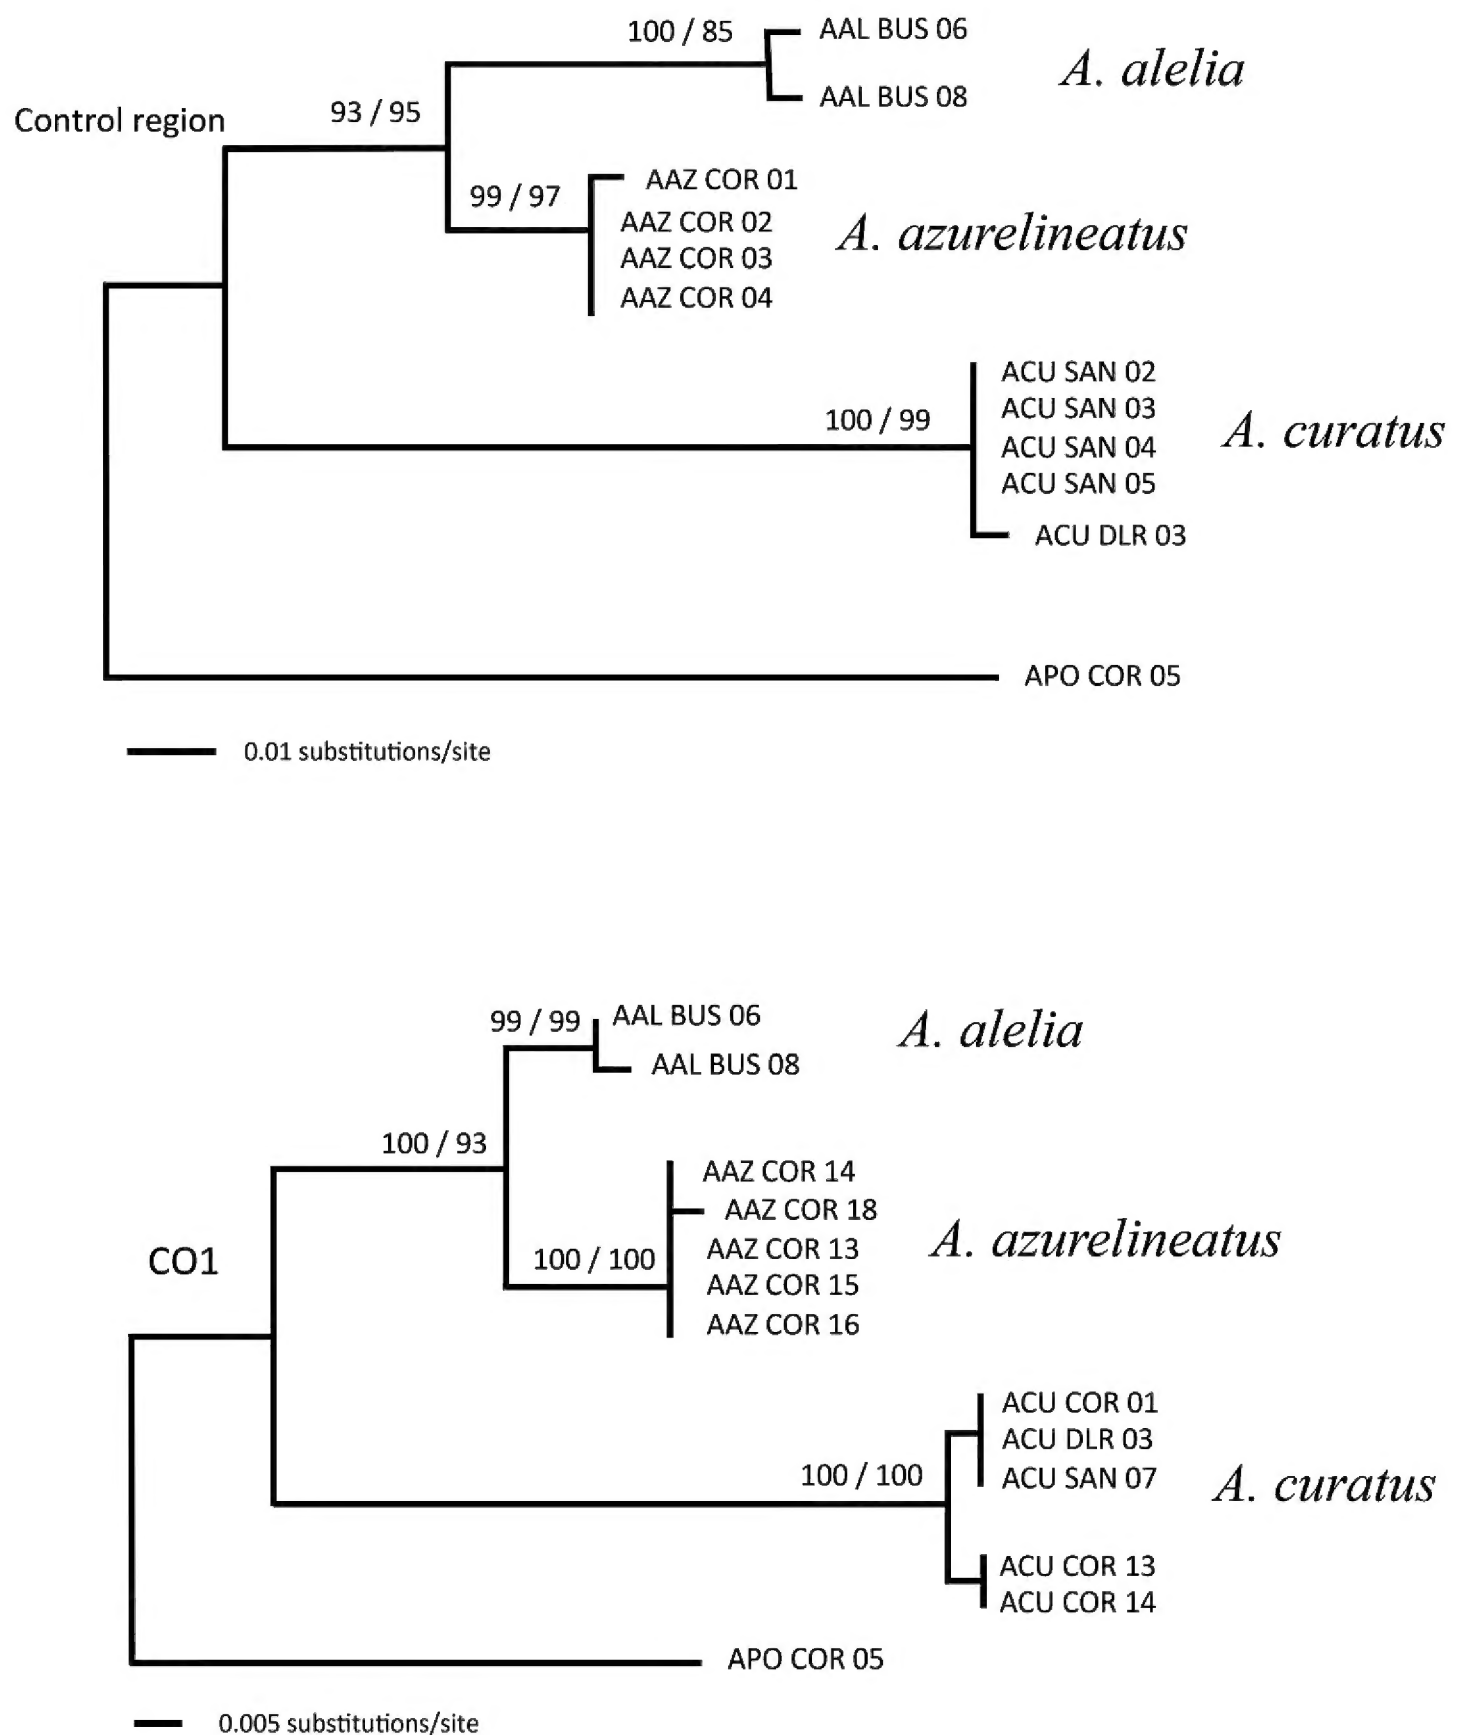 100 / 85
AAL BUS 06
A. alelia
AAL BUS 08
93 / 95
Control region
AAZ COR 01
99 / 97
AAZ COR 02
A. azurelineatus
AAZ COR 03
AAZ COR 04
ACU SAN 02
ACU SAN 03
100 / 99
A. curatus
ACU SAN 04
ACU SAN 05
ACU DLR 03
APO COR 05
0.01 substitutions/site
99 / 99
AAL BUS 06
A. alelia
AAL BUS 08
100 / 93
AAZ COR 14
AAZ COR 18
A. azurelineatus
AAZ COR 13
100 / 100
CO1
AAZ COR 15
AAZ COR 16
ACU COR 01
ACU DLR 03
100 / 100
ACU SAN 07
A. curatus
ACU COR 13
ACU COR 14
APO COR 05
0.005 substitutions/site